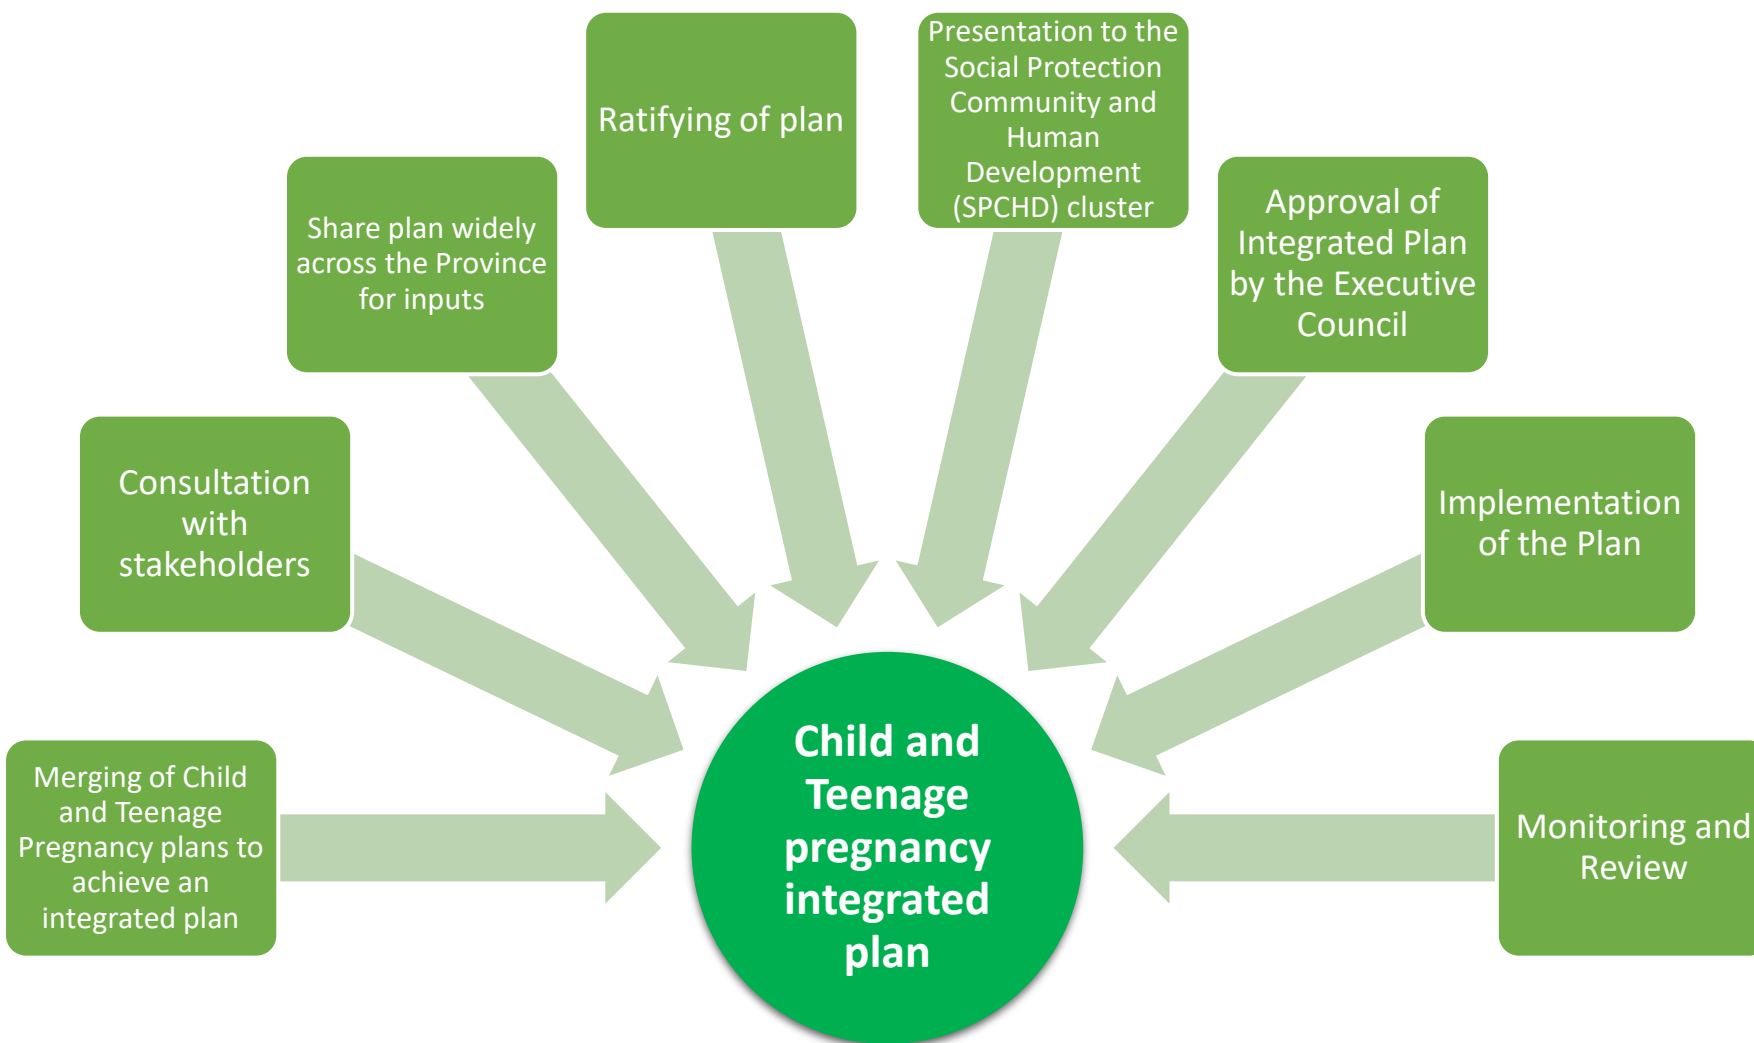 Merging of Child
and Teenage
Pregnancy plans to
achieve an
integrated plan
Consultation
with
stakeholders
Share plan widely
across the Province
for inputs
Ratifying of plan
Presentation to the
Social Protection
Community and
Human
Development
(SPCHD) cluster
Approval of
Integrated Plan
by the Executive
Council
Implementation
of the Plan
Monitoring and
Review
Child and
Teenage
pregnancy
integrated
plan